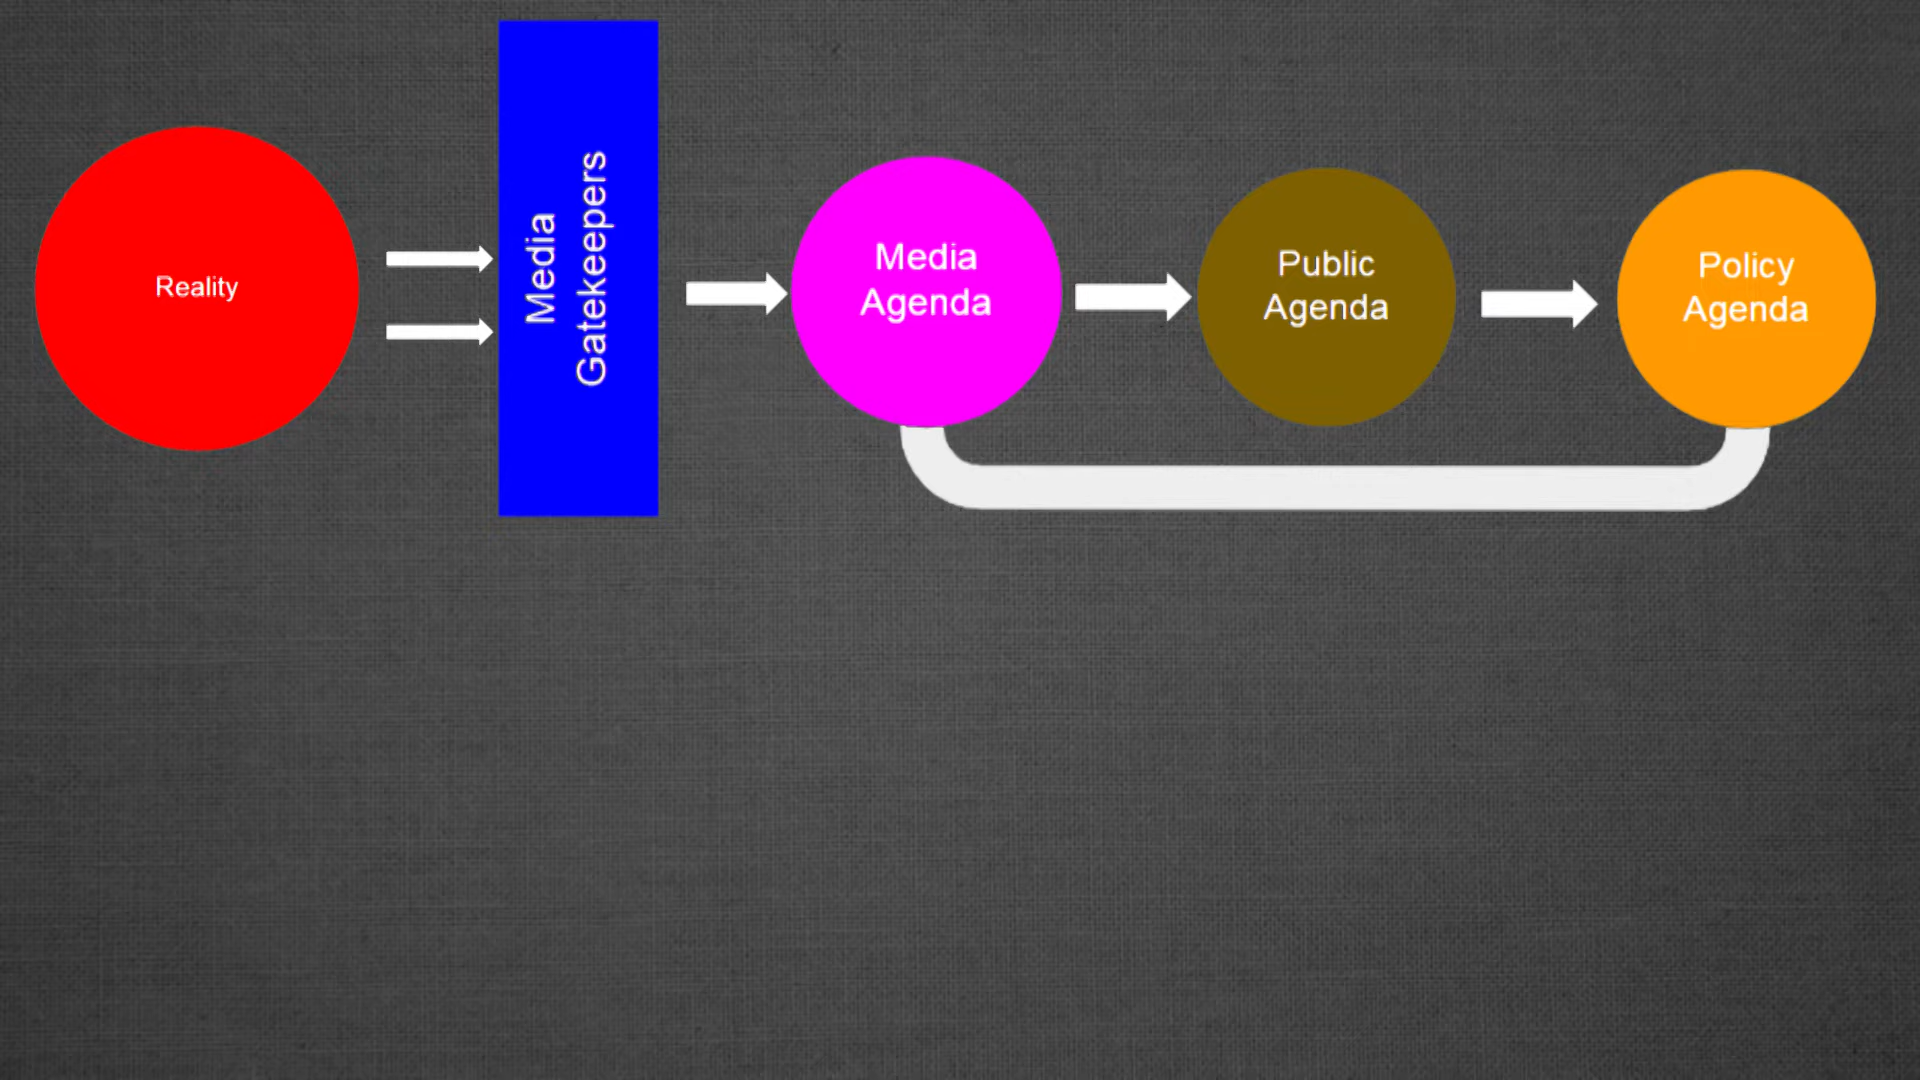 Reality
Media
Gatekeepers
Media
Agenda
Public
Agenda
Policy
Agenda